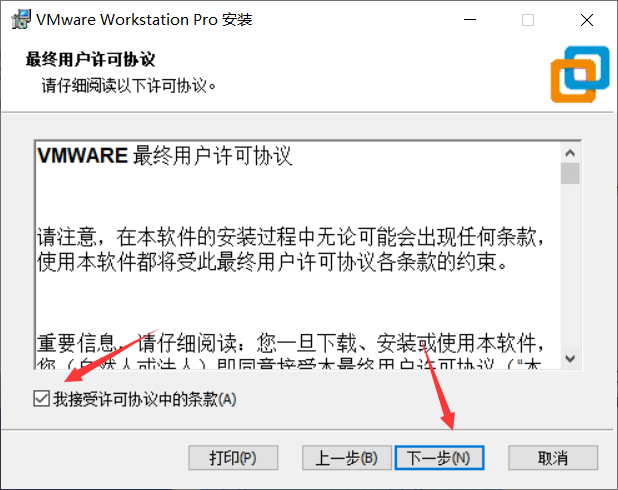 VMware Workstation Pro 安装
最终用户许可协议
请仔细阅读以下许可协议。
VMWARE 最终用户许可协议
请注意，在本软件的安装过程中无论可能会出现任何条款，
使用本软件都将受此最终用户许可协议各条款的约束。
重要信息，请仔细阅读：您一旦下载、安装或使用本软件，
您（自然人或法人）即同意接受本最终用户许可协议（“本
我接受许可协议中的条款(A)
打印(P)
上一步(B)
下一步(N)
取消